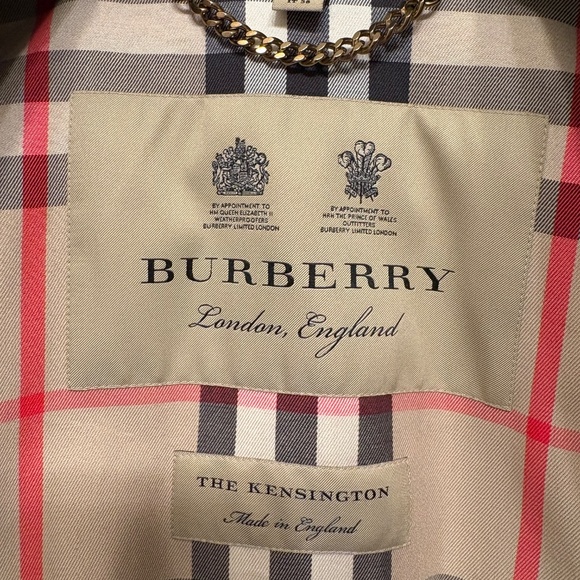 BY APPOINTMENT TO
HM QUEEN ELIZABETH II
WEATHERPROOFERS
BURBERRY LIMITED LONDON
BY APPOINTMENT TO
HRH THE PRINCE OF WALES
OUTFITTERS
BURBERRY LIMITED LONDON
BURBERRY
London, England
THE KENSINGTON
Made in England